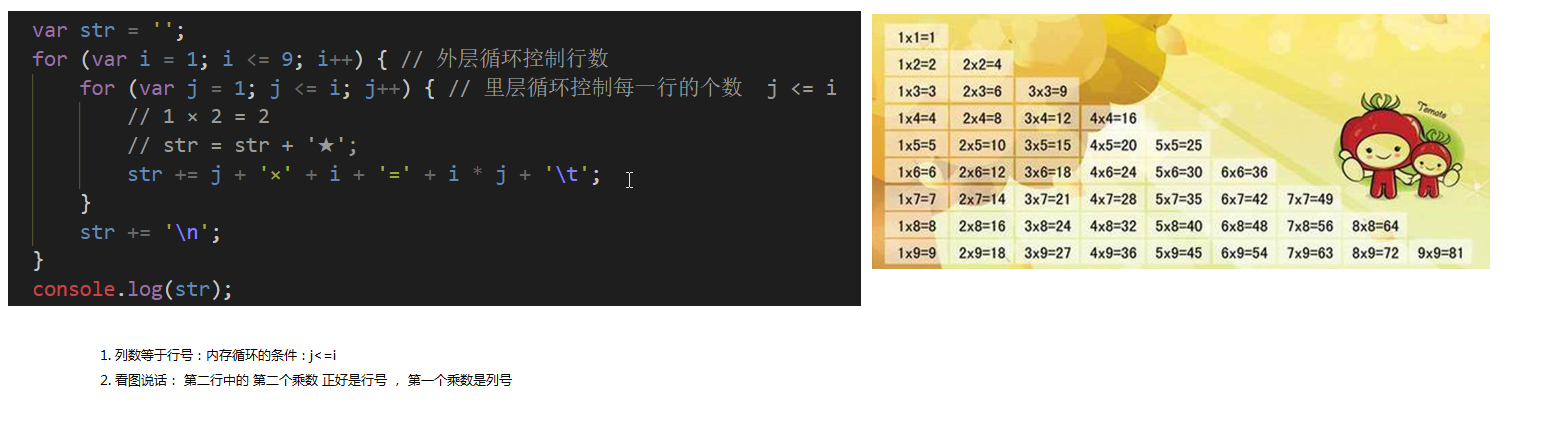 var str = '';
for (var i = 1; i <= 9; i++) { // 外层循环控制行数
for (var j = 1; j <= i; j++) { // 里层循环控制每一行的个数  j <= i
// 1 × 2 = 2
// str = str + '★';
str += j + '×' + i + '=' + i * j + '\t';
}
str += '\n';
}
console.log(str);
1x1=1
1x2=2 2x2=4
1x3=3 2x3=6 3x3=9
1x4=4 2x4=8 3x4=12 4x4=16
1x5=5 2x5=10 3x5=15 4x5=20 5x5=25
1x6=6 2x6=12 3x6=18 4x6=24 5x6=30 6x6=36
1x7=7 2x7=14 3x7=21 4x7=28 5x7=35 6x7=42 7x7=49
1x8=8 2x8=16 3x8=24 4x8=32 5x8=40 6x8=48 7x8=56 8x8=64
1x9=9 2x9=18 3x9=27 4x9=36 5x9=45 6x9=54 7x9=63 8x9=72 9x9=81
Tomato
1. 列数等于行号：内存循环的条件：j<=i
2. 看图说话： 第二行中的 第二个乘数 正好是行号 ， 第一个乘数是列号